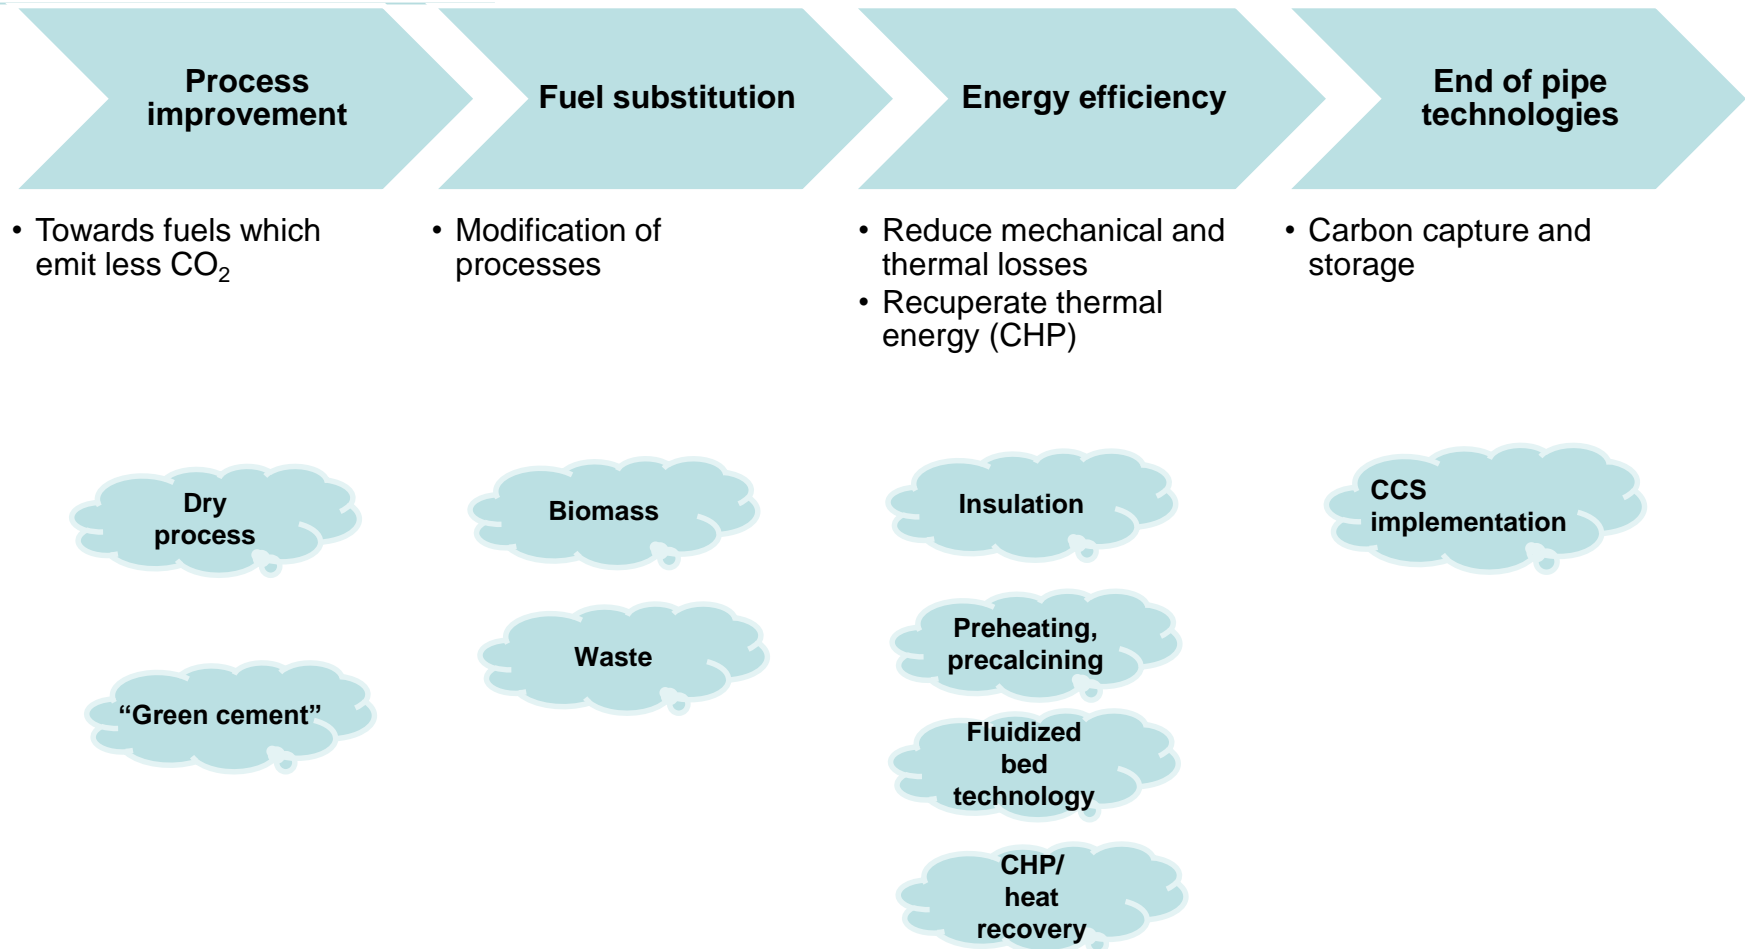 Process
improvement
Fuel substitution
Energy efficiency
End of pipe
technologies
• Towards fuels which
emit less CO₂
• Modification of
processes
• Reduce mechanical and
thermal losses
• Recuperate thermal
energy (CHP)
• Carbon capture and
storage
Dry
process
“Green cement”
Biomass
Waste
Insulation
Preheating,
precalcining
Fluidized
bed
technology
CHP/
heat
recovery
CCS
implementation